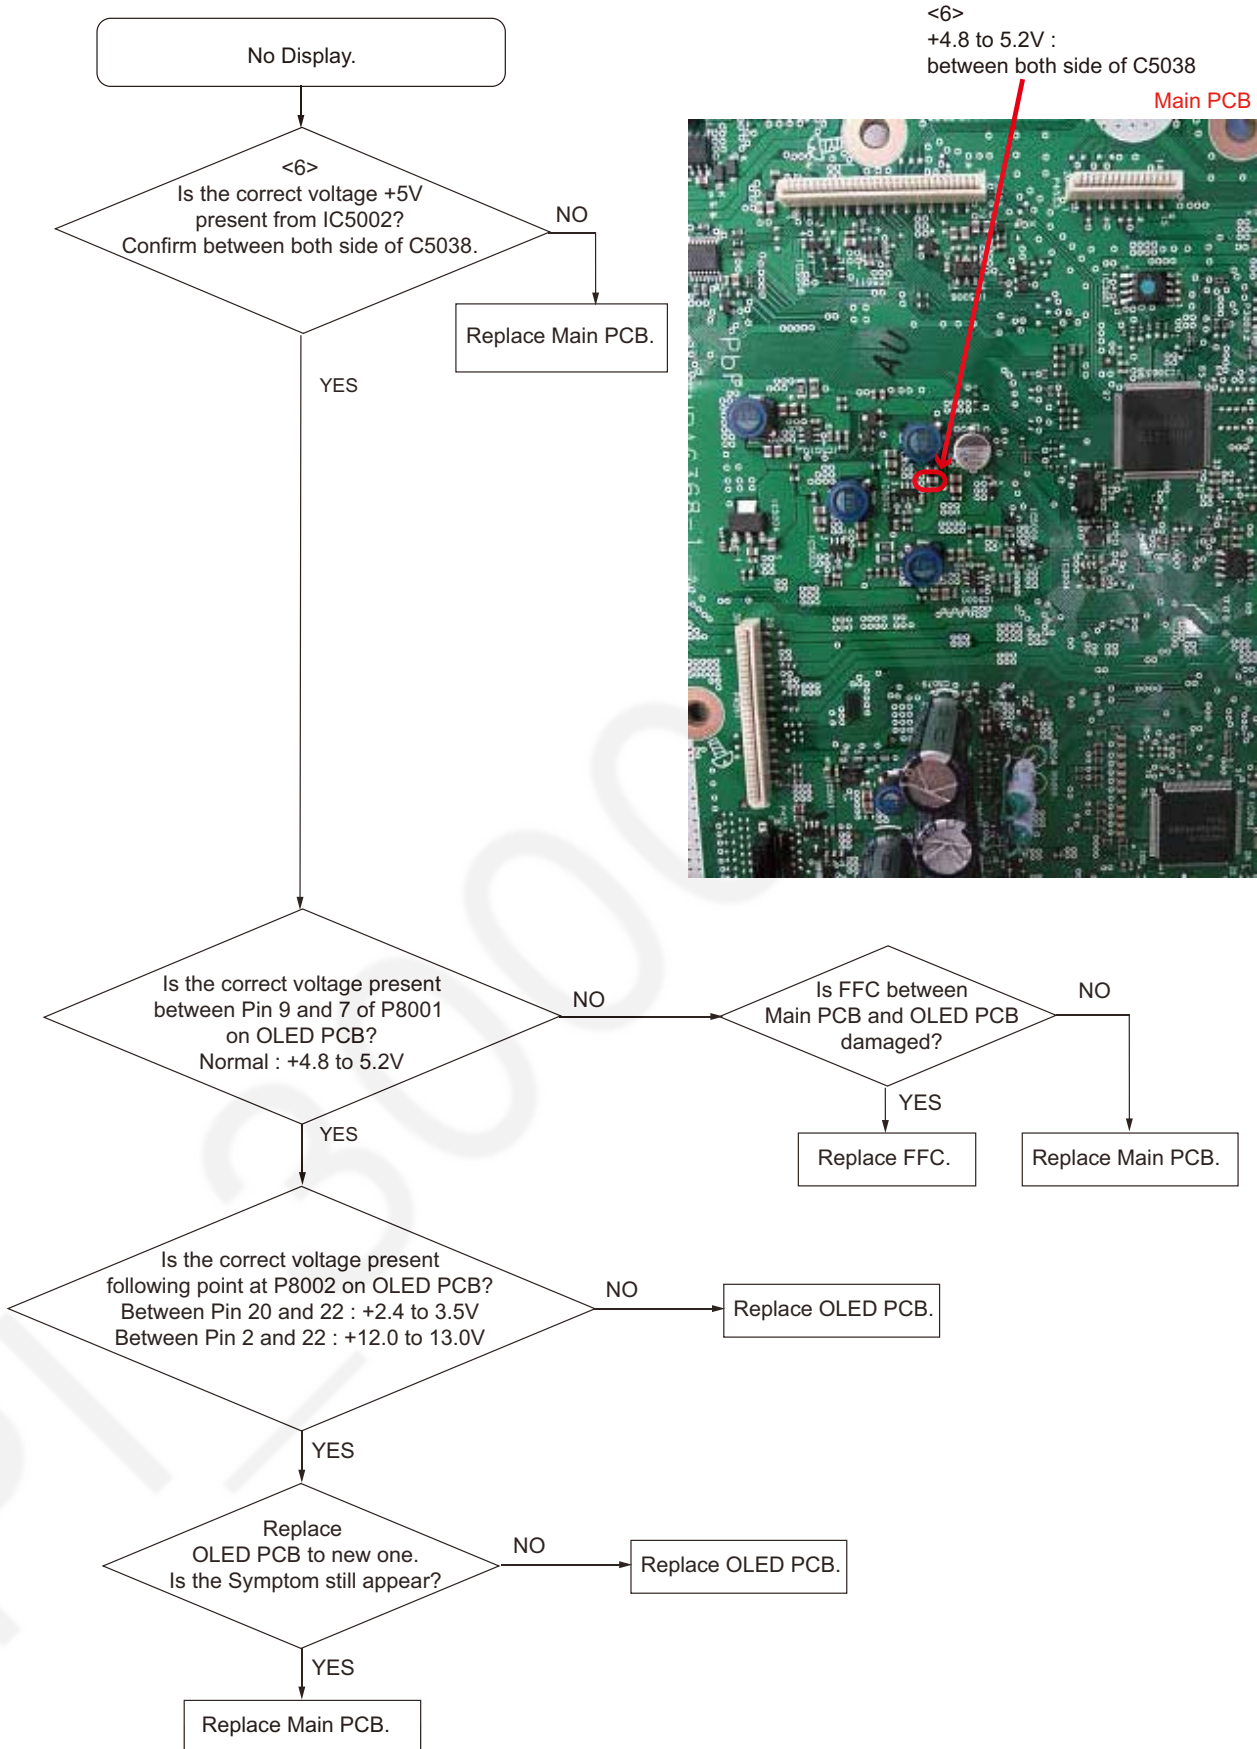 No Display.
<6>
+4.8 to 5.2V :
between both side of C5038
Main PCB
<6>
Is the correct voltage +5V
present from IC5002?
Confirm between both side of C5038.
NO
Replace Main PCB.
YES
AU
Is the correct voltage present
between Pin 9 and 7 of P8001
on OLED PCB?
Normal : +4.8 to 5.2V
NO
Is FFC between
Main PCB and OLED PCB
damaged?
NO
YES
Replace FFC.
Replace Main PCB.
YES
Is the correct voltage present
following point at P8002 on OLED PCB?
Between Pin 20 and 22 : +2.4 to 3.5V
Between Pin 2 and 22 : +12.0 to 13.0V
NO
Replace OLED PCB.
YES
Replace
OLED PCB to new one.
Is the Symptom still appear?
NO
Replace OLED PCB.
YES
Replace Main PCB.